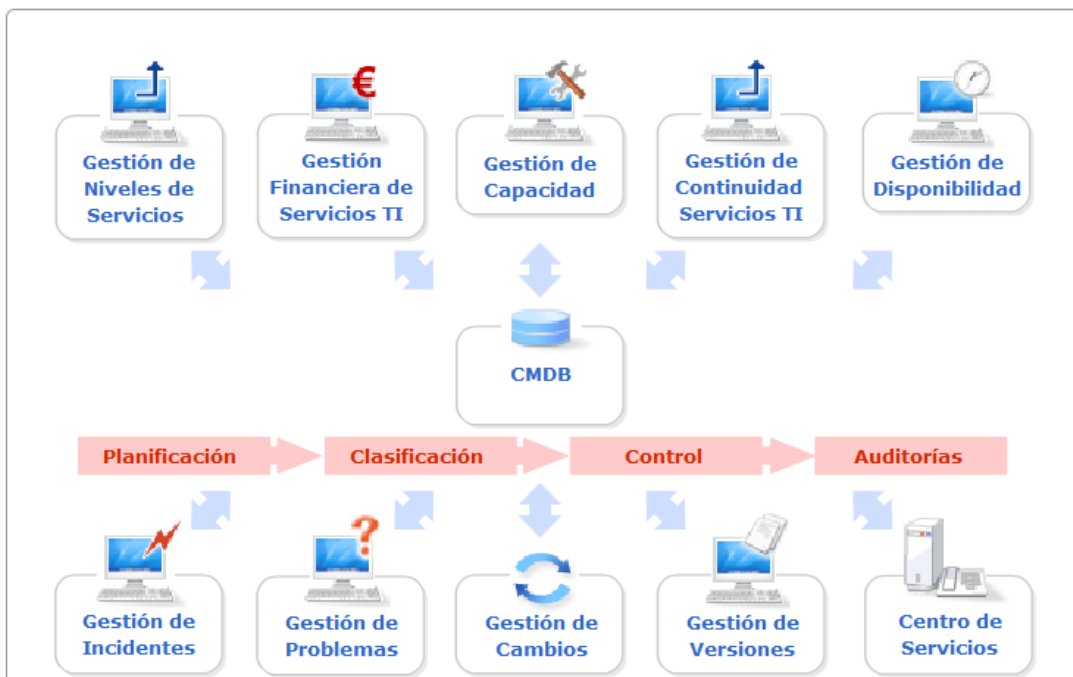 Gestión de
Niveles de
Servicios
Gestión
Financiera de
Servicios TI
Gestión de
Capacidad
Gestión de
Continuidad
Servicios TI
Gestión de
Disponibilidad
CMDB
Planificación
Clasificación
Control
Auditorías
Gestión de
Incidentes
Gestión de
Problemas
Gestión de
Cambios
Gestión de
Versiones
Centro de
Servicios